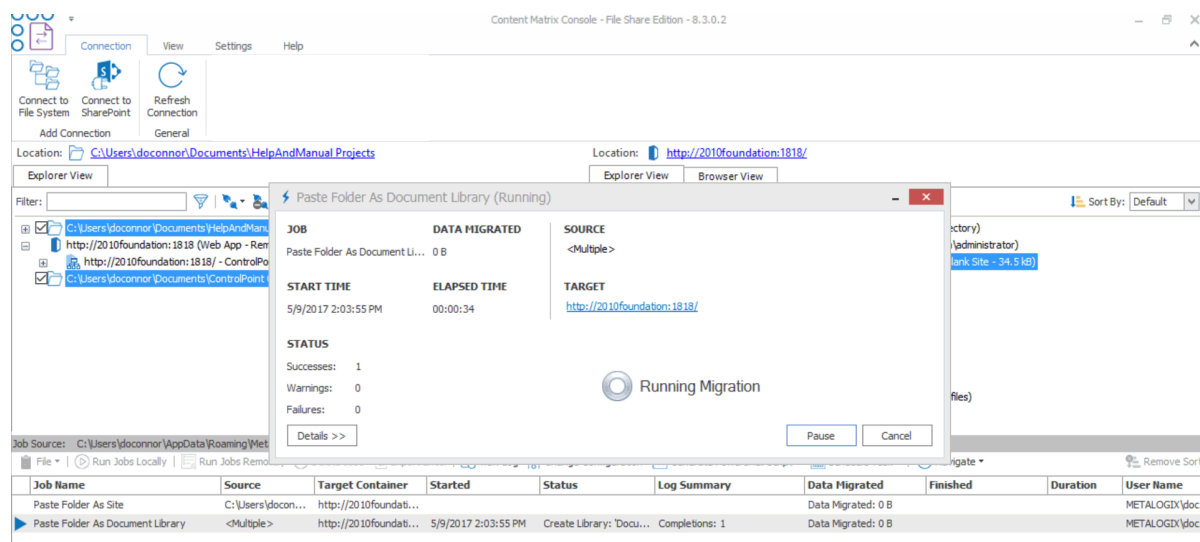 Content Matrix Console - File Share Edition - 8.3.0.2
Connection View Settings Help
Connect to File System
Connect to SharePoint
Refresh Connection
Add Connection General
Location: C:\Users\doconnor\Documents\HelpAndManual Projects
Location: http://2010foundation:1818/
Explorer View
Explorer View Browser View
Filter:
Sort By: Default
C:\Users\doconnor\Documents\HelpAndManu
http://2010foundation:1818 (Web App - Rem
http://2010foundation:1818/ - ControlPo
C:\Users\doconnor\Documents\ControlPoint
ectory)
\administrator)
lank Site - 34.5 kB)
files)
Paste Folder As Document Library (Running)
JOB DATA MIGRATED SOURCE
Paste Folder As Document Li... 0 B <Multiple>
START TIME ELAPSED TIME TARGET
5/9/2017 2:03:55 PM 00:00:34 http://2010foundation:1818/
STATUS
Successes: 1
Warnings: 0
Failures: 0
Running Migration
Details >> Pause Cancel
Job Source: C:\Users\doconnor\AppData\Roaming\Met
File Run Jobs Locally Run Jobs Remo
vigate Remove Sort
Job Name Source Target Container Started Status Log Summary Data Migrated Finished Duration User Name
Paste Folder As Site C:\Users\docon... http://2010foundati... Data Migrated: 0 B METALOGIX\doc
Paste Folder As Document Library <Multiple> http://2010foundati... 5/9/2017 2:03:55 PM Create Library: 'Docu... Completions: 1 Data Migrated: 0 B METALOGIX\doc